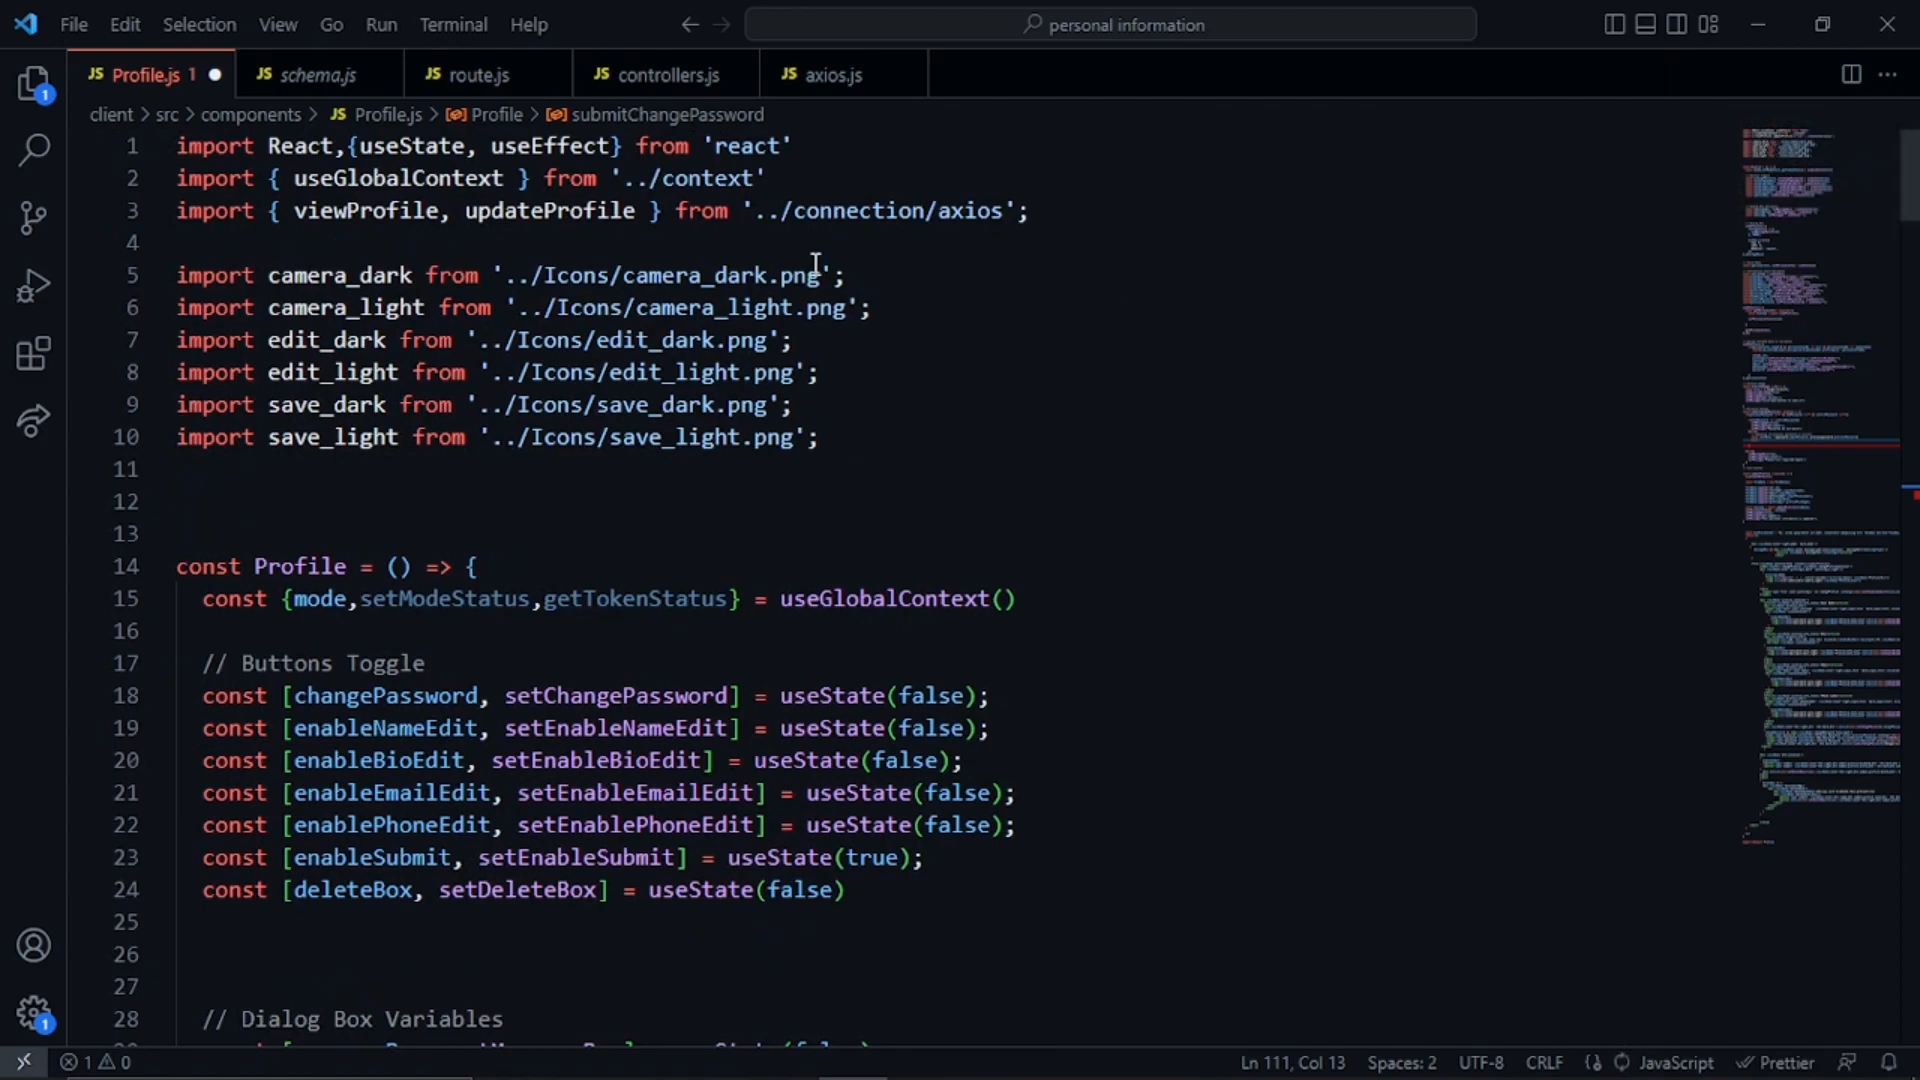 File Edit Selection View Go Run Terminal Help personal information
JS Profile.js 1 JS schema.js JS route.js JS controllers.js JS axios.js
client > src > components > JS Profile.js > Profile > submitChangePassword
1 import React,{useState, useEffect} from 'react'
2 import { useGlobalContext } from '../context'
3 import { viewProfile, updateProfile } from '../connection/axios';
4
5 import camera_dark from '../Icons/camera_dark.png';
6 import camera_light from '../Icons/camera_light.png';
7 import edit_dark from '../Icons/edit_dark.png';
8 import edit_light from '../Icons/edit_light.png';
9 import save_dark from '../Icons/save_dark.png';
10 import save_light from '../Icons/save_light.png';
11
12
13
14 const Profile = () => {
15 const {mode,setModeStatus,getTokenStatus} = useGlobalContext()
16
17 // Buttons Toggle
18 const [changePassword, setChangePassword] = useState(false);
19 const [enableNameEdit, setEnableNameEdit] = useState(false);
20 const [enableBioEdit, setEnableBioEdit] = useState(false);
21 const [enableEmailEdit, setEnableEmailEdit] = useState(false);
22 const [enablePhoneEdit, setEnablePhoneEdit] = useState(false);
23 const [enableSubmit, setEnableSubmit] = useState(true);
24 const [deleteBox, setDeleteBox] = useState(false)
25
26
27
28 // Dialog Box Variables
1
1
1 0 Ln 111, Col 13 Spaces: 2 UTF-8 CRLF JavaScript Prettier